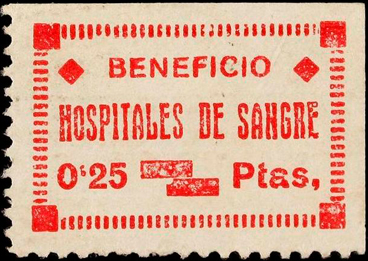 BENEFICIO
HOSPITALES DE SANGRE
0'25 Ptas,